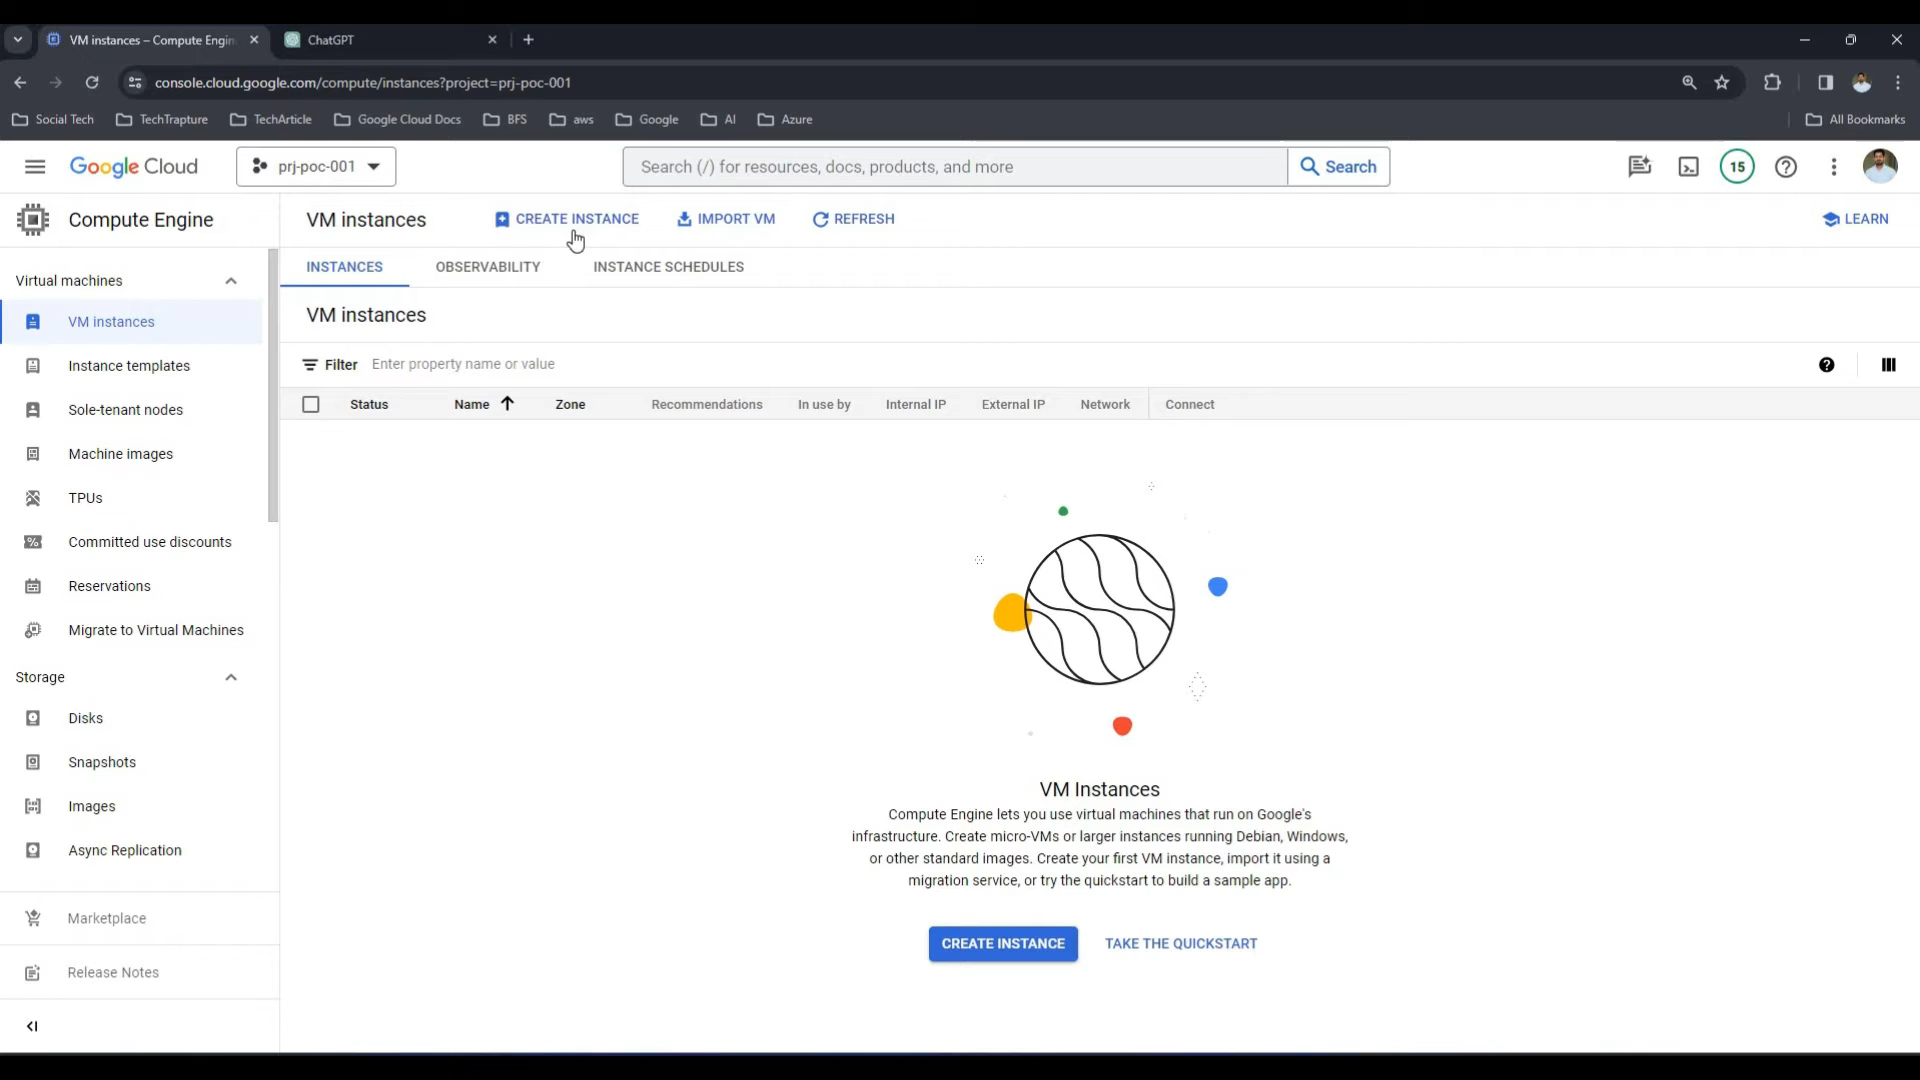 VM instances – Compute Engin
ChatGPT
console.cloud.google.com/compute/instances?project=prj-poc-001
Social Tech
TechTrapture
TechArticle
Google Cloud Docs
BFS
aws
Google
AI
Azure
All Bookmarks
Google Cloud
prj-poc-001
Search (/) for resources, docs, products, and more
Search
15
Compute Engine
VM instances
CREATE INSTANCE
IMPORT VM
REFRESH
LEARN
INSTANCES
OBSERVABILITY
INSTANCE SCHEDULES
Virtual machines
VM instances
Instance templates
Sole-tenant nodes
Machine images
TPUs
Committed use discounts
Reservations
Migrate to Virtual Machines
Storage
Disks
Snapshots
Images
Async Replication
Marketplace
Release Notes
VM instances
Filter
Enter property name or value
Status
Name
Zone
Recommendations
In use by
Internal IP
External IP
Network
Connect
VM Instances
Compute Engine lets you use virtual machines that run on Google's
infrastructure. Create micro-VMs or larger instances running Debian, Windows,
or other standard images. Create your first VM instance, import it using a
migration service, or try the quickstart to build a sample app.
CREATE INSTANCE
TAKE THE QUICKSTART